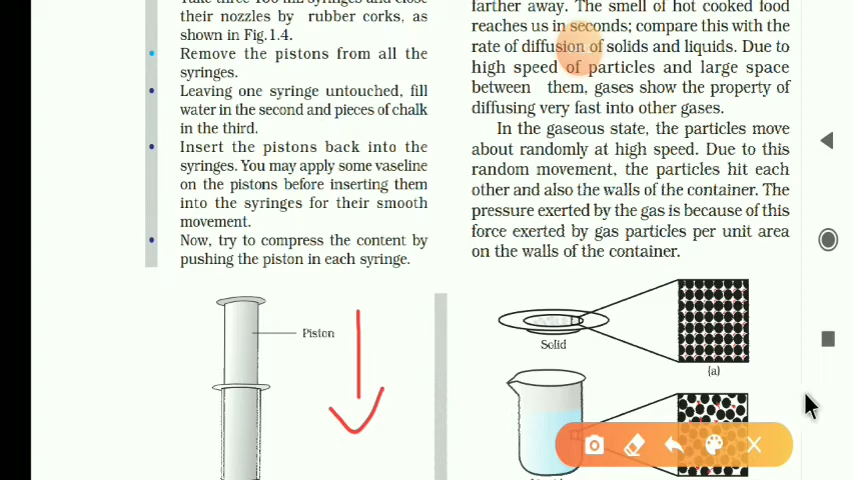 Take three 100 mL syringes and close
their nozzles by rubber corks, as
shown in Fig.1.4.
• Remove the pistons from all the
syringes.
• Leaving one syringe untouched, fill
water in the second and pieces of chalk
in the third.
• Insert the pistons back into the
syringes. You may apply some vaseline
on the pistons before inserting them
into the syringes for their smooth
movement.
• Now, try to compress the content by
pushing the piston in each syringe.
Piston
farther away. The smell of hot cooked food
reaches us in seconds; compare this with the
rate of diffusion of solids and liquids. Due to
high speed of particles and large space
between them, gases show the property of
diffusing very fast into other gases.
In the gaseous state, the particles move
about randomly at high speed. Due to this
random movement, the particles hit each
other and also the walls of the container. The
pressure exerted by the gas is because of this
force exerted by gas particles per unit area
on the walls of the container.
Solid
(a)